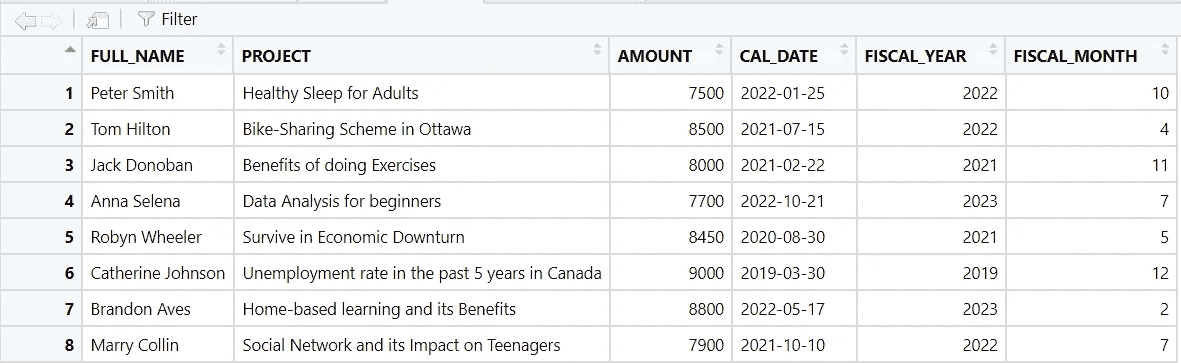 Filter
FULL_NAME PROJECT AMOUNT CAL_DATE FISCAL_YEAR FISCAL_MONTH
1 Peter Smith Healthy Sleep for Adults 7500 2022-01-25 2022 10
2 Tom Hilton Bike-Sharing Scheme in Ottawa 8500 2021-07-15 2022 4
3 Jack Donoban Benefits of doing Exercises 8000 2021-02-22 2021 11
4 Anna Selena Data Analysis for beginners 7700 2022-10-21 2023 7
5 Robyn Wheeler Survive in Economic Downturn 8450 2020-08-30 2021 5
6 Catherine Johnson Unemployment rate in the past 5 years in Canada 9000 2019-03-30 2019 12
7 Brandon Aves Home-based learning and its Benefits 8800 2022-05-17 2023 2
8 Marry Collin Social Network and its Impact on Teenagers 7900 2021-10-10 2022 7